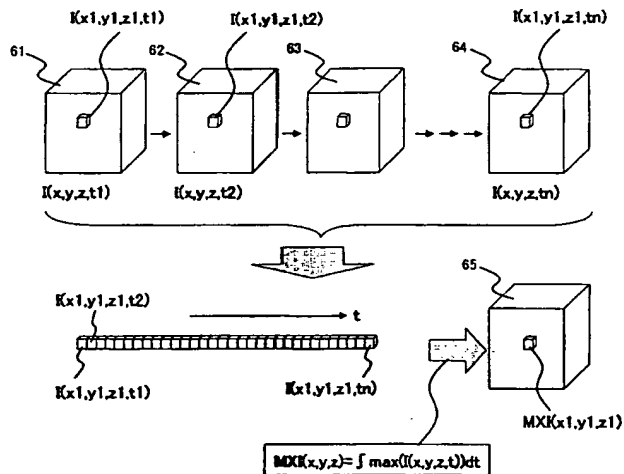 I(x1,y1,z1,t1)
I(x1,y1,z1,t2)
I(x1,y1,z1,tn)
61
62
63
64
I(x,y,z,t1)
I(x,y,z,t2)
I(x,y,z,tn)
65
I(x1,y1,z1,t2)
t
I(x1,y1,z1,t1)
I(x1,y1,z1,tn)
MXI(x1,y1,z1)
MXI(x,y,z)=∫ max(I(x,y,z,t))dt